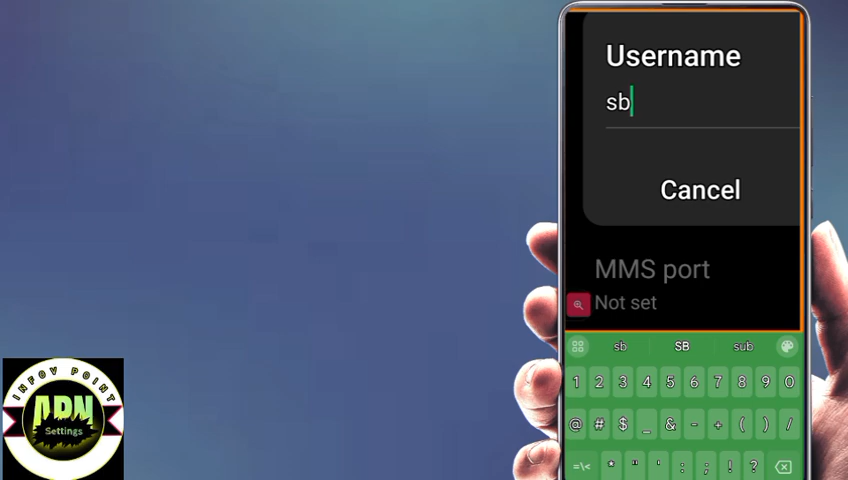 Username
sb
Cancel
MMS port
Not set
sb SB sub
1 2 3 4 5 6 7 8 9 0
@ # $ _ & - + ( ) /
=\< * " ' : ; ! ?
INFOV POINT
APN
Settings